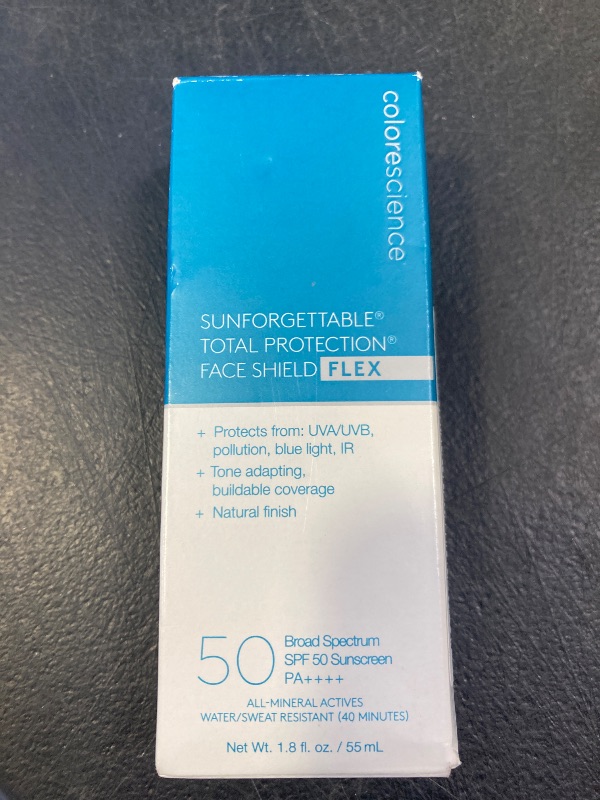 colorescience
SUNFORGETTABLE®
TOTAL PROTECTION®
FACE SHIELD FLEX
+ Protects from: UVA/UVB,
pollution, blue light, IR
+ Tone adapting,
buildable coverage
+ Natural finish
50
Broad Spectrum
SPF 50 Sunscreen
PA++++
ALL-MINERAL ACTIVES
WATER/SWEAT RESISTANT (40 MINUTES)
Net Wt. 1.8 fl. oz. / 55 mL